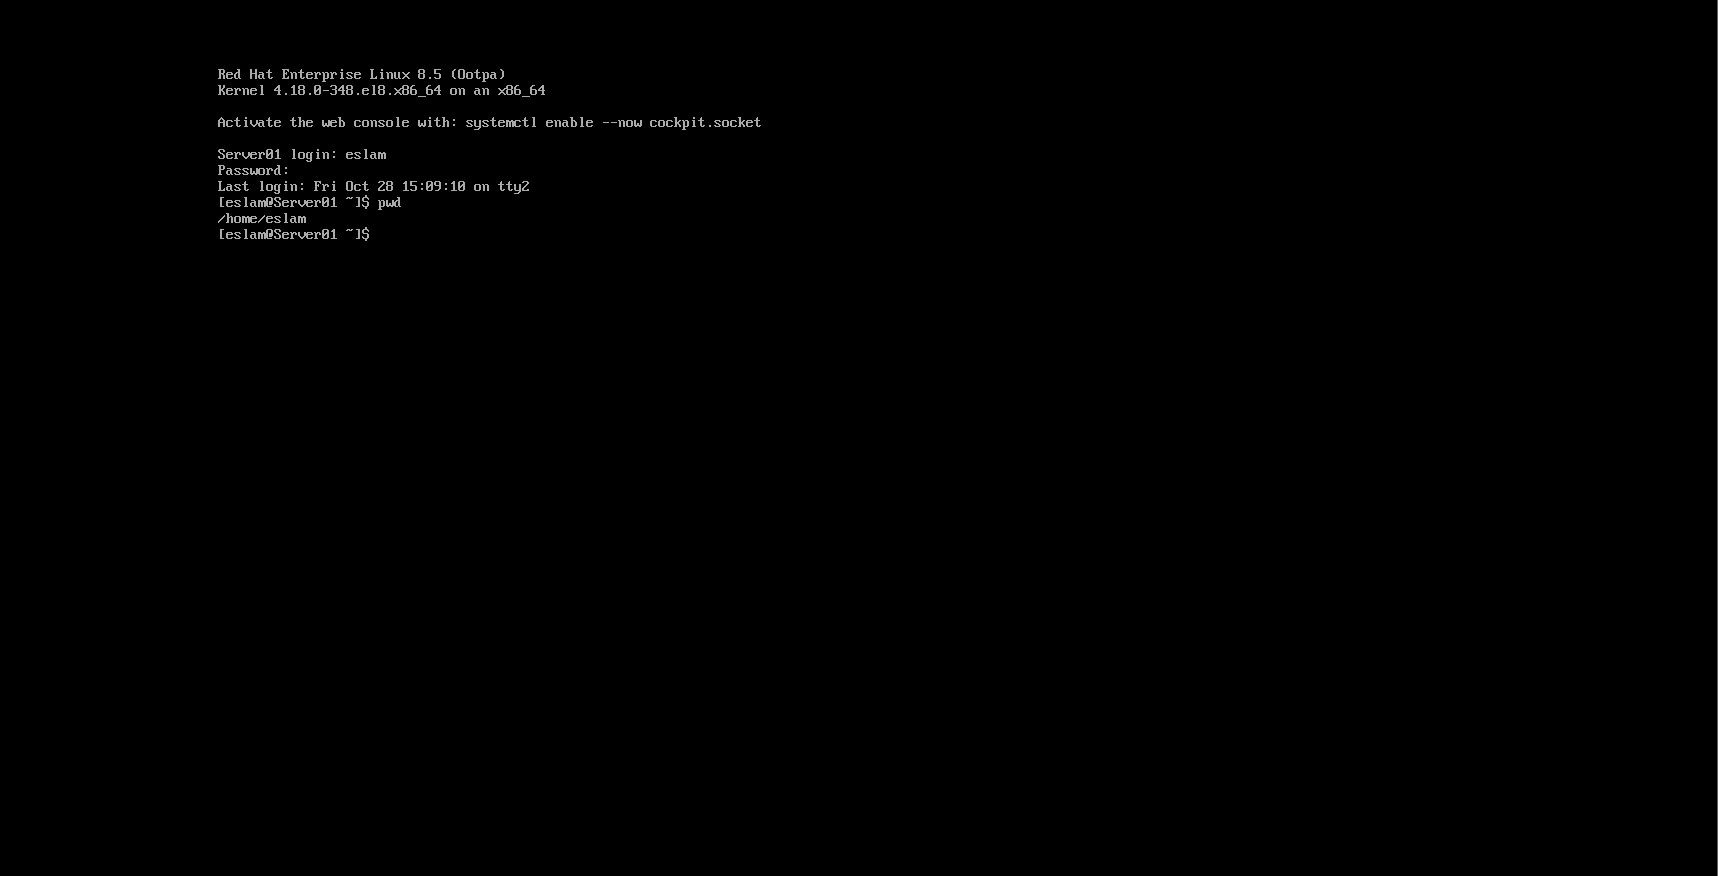 Red Hat Enterprise Linux 8.5 (Ootpa)
Kernel 4.18.0-348.el8.x86_64 on an x86_64
Activate the web console with: systemctl enable --now cockpit.socket
Server01 login: eslam
Password:
Last login: Fri Oct 28 15:09:10 on tty2
[eslam@Server01 ~]$ pwd
/home/eslam
[eslam@Server01 ~]$